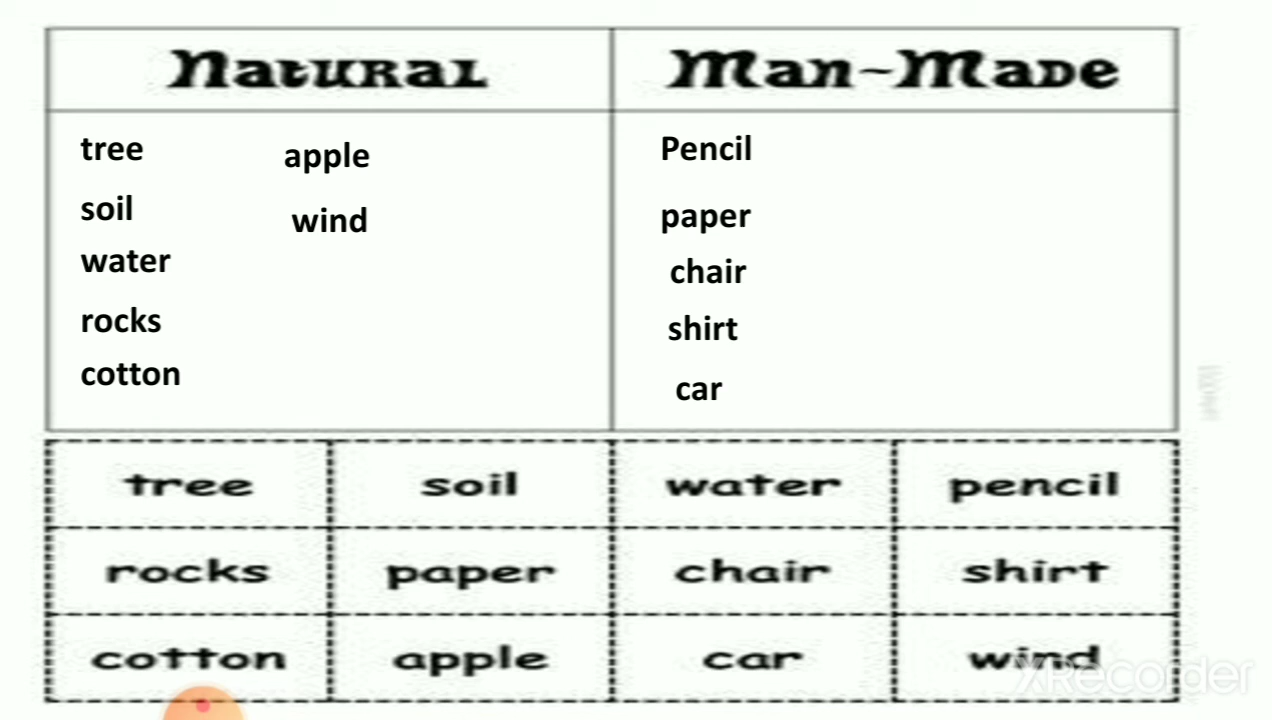 Natural Man-Made
tree apple Pencil
soil wind paper
water chair
rocks shirt
cotton car
tree soil water pencil
rocks paper chair shirt
cotton apple car wind
XRecorder